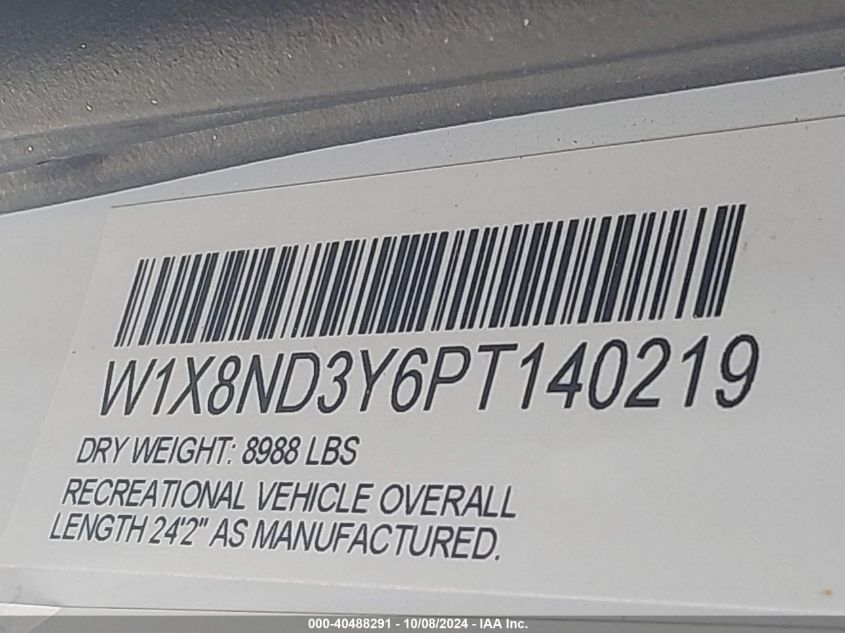 W1X8ND3Y6PT140219
DRY WEIGHT: 8988 LBS
RECREATIONAL VEHICLE OVERALL
LENGTH 24'2" AS MANUFACTURED.
000-40488291 - 10/08/2024 - IAA Inc.